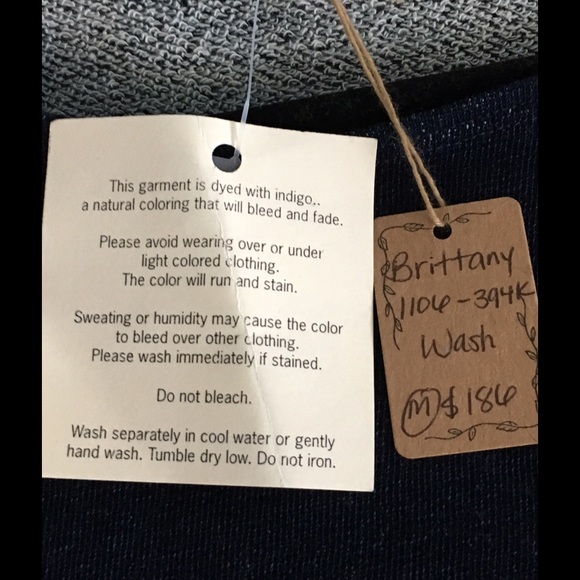 This garment is dyed with indigo..
a natural coloring that will bleed and fade.
Please avoid wearing over or under
light colored clothing.
The color will run and stain.
Sweating or humidity may cause the color
to bleed over other clothing.
Please wash immediately if stained.
Do not bleach.
Wash separately in cool water or gently
hand wash. Tumble dry low. Do not iron.
Brittany
1106-394K
Wash
M $186